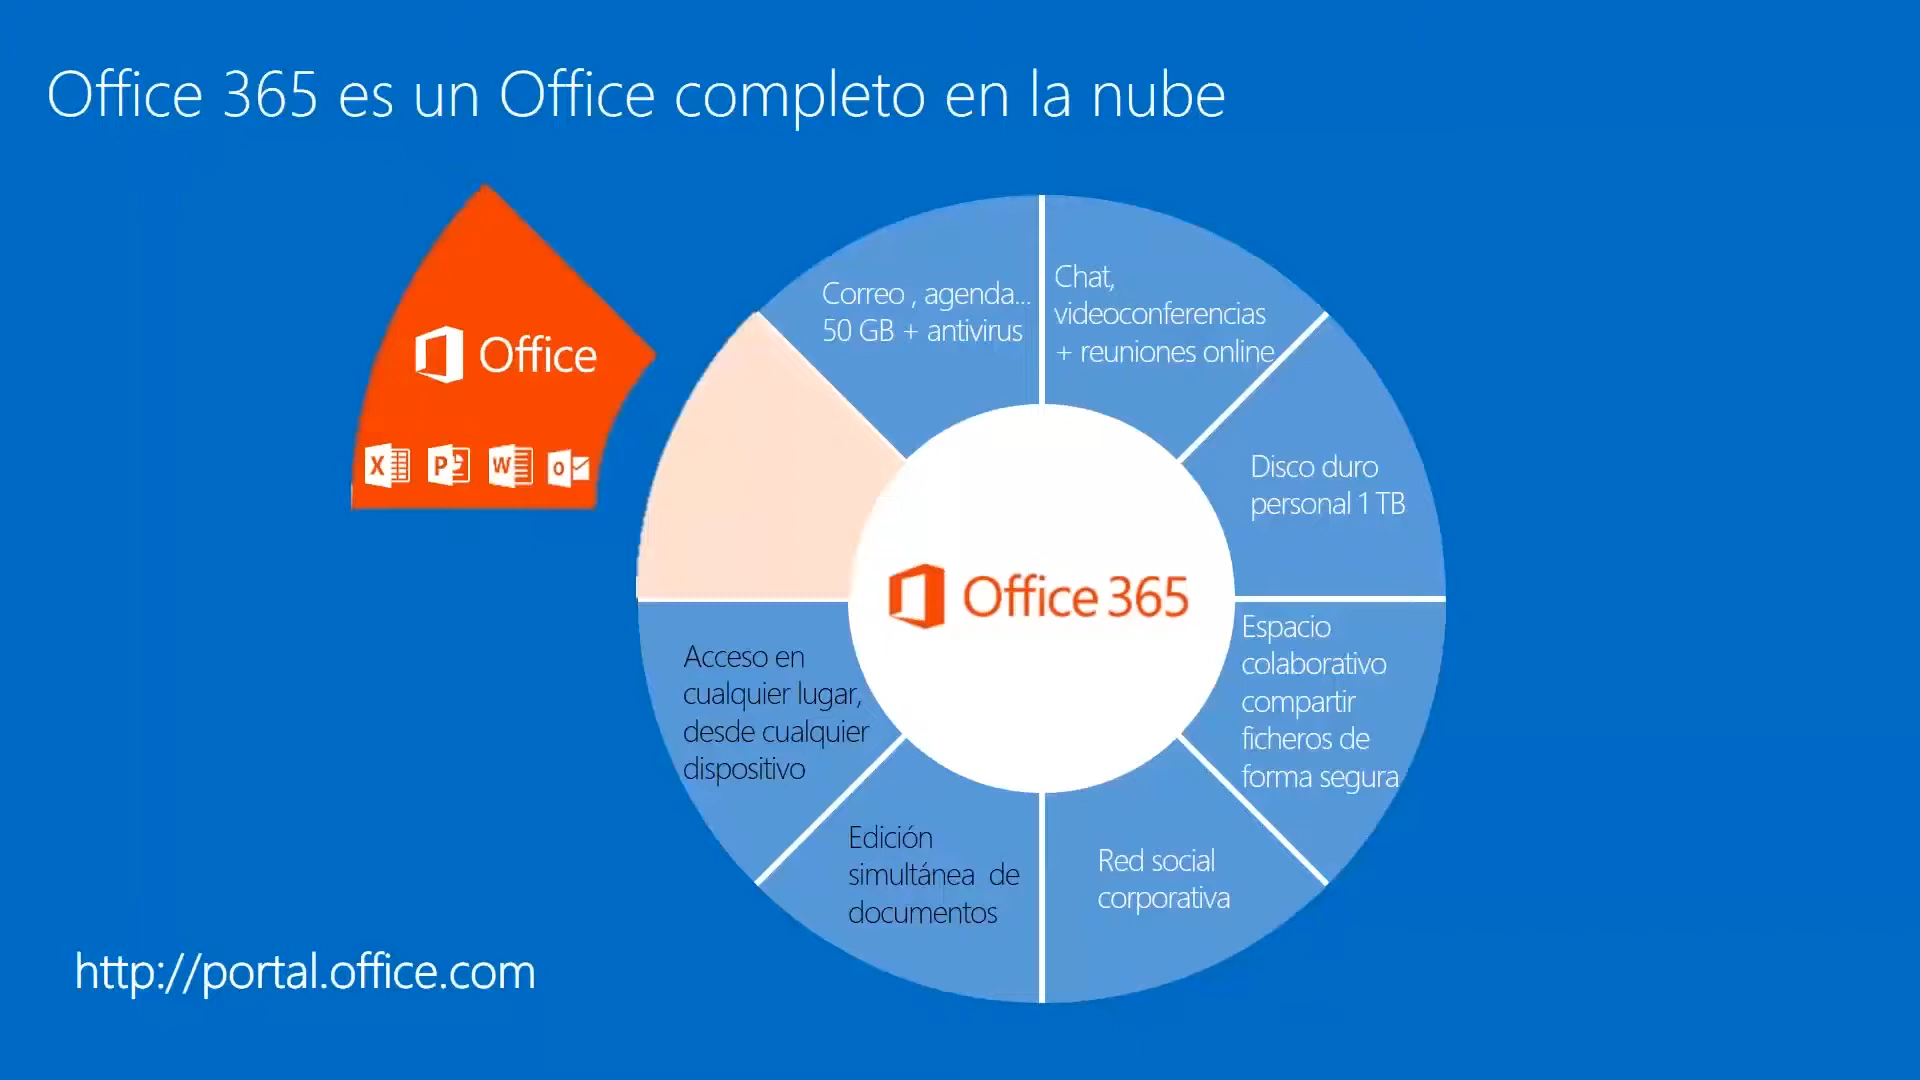 Office 365 es un Office completo en la nube
Office
X P W O
Correo , agenda...
50 GB + antivirus
Chat,
videoconferencias
+ reuniones online
Disco duro
personal 1 TB
Espacio
colaborativo
compartir
ficheros de
forma segura
Red social
corporativa
Edición
simultánea de
documentos
Acceso en
cualquier lugar,
desde cualquier
dispositivo
Office 365
http://portal.office.com